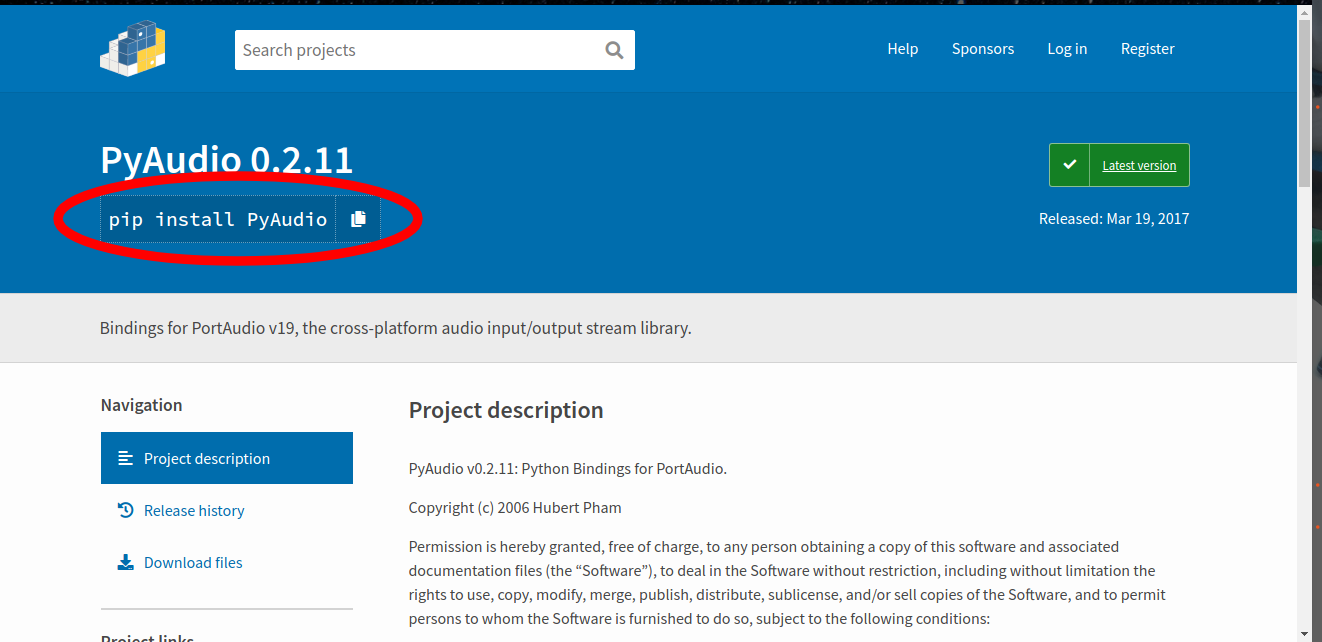 Search projects
Help
Sponsors
Log in
Register
PyAudio 0.2.11
pip install PyAudio
Latest version
Released: Mar 19, 2017
Bindings for PortAudio v19, the cross-platform audio input/output stream library.
Navigation
Project description
Release history
Download files
Project links
Project description
PyAudio v0.2.11: Python Bindings for PortAudio.
Copyright (c) 2006 Hubert Pham
Permission is hereby granted, free of charge, to any person obtaining a copy of this software and associated
documentation files (the “Software”), to deal in the Software without restriction, including without limitation the
rights to use, copy, modify, merge, publish, distribute, sublicense, and/or sell copies of the Software, and to permit
persons to whom the Software is furnished to do so, subject to the following conditions: